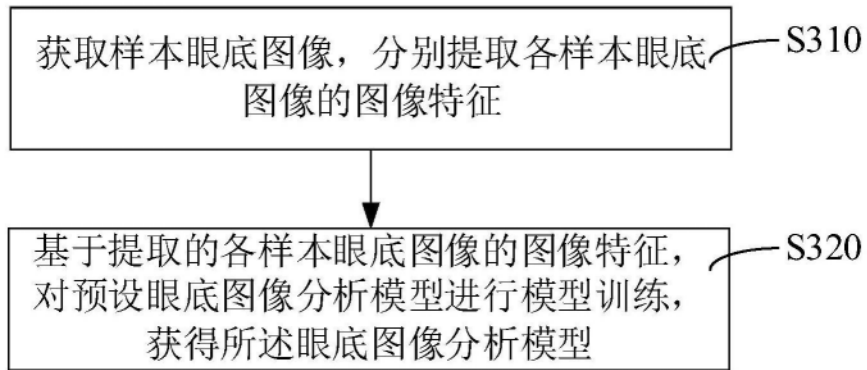 获取样本眼底图像，分别提取各样本眼底
图像的图像特征
S310
基于提取的各样本眼底图像的图像特征，
对预设眼底图像分析模型进行模型训练，
获得所述眼底图像分析模型
S320